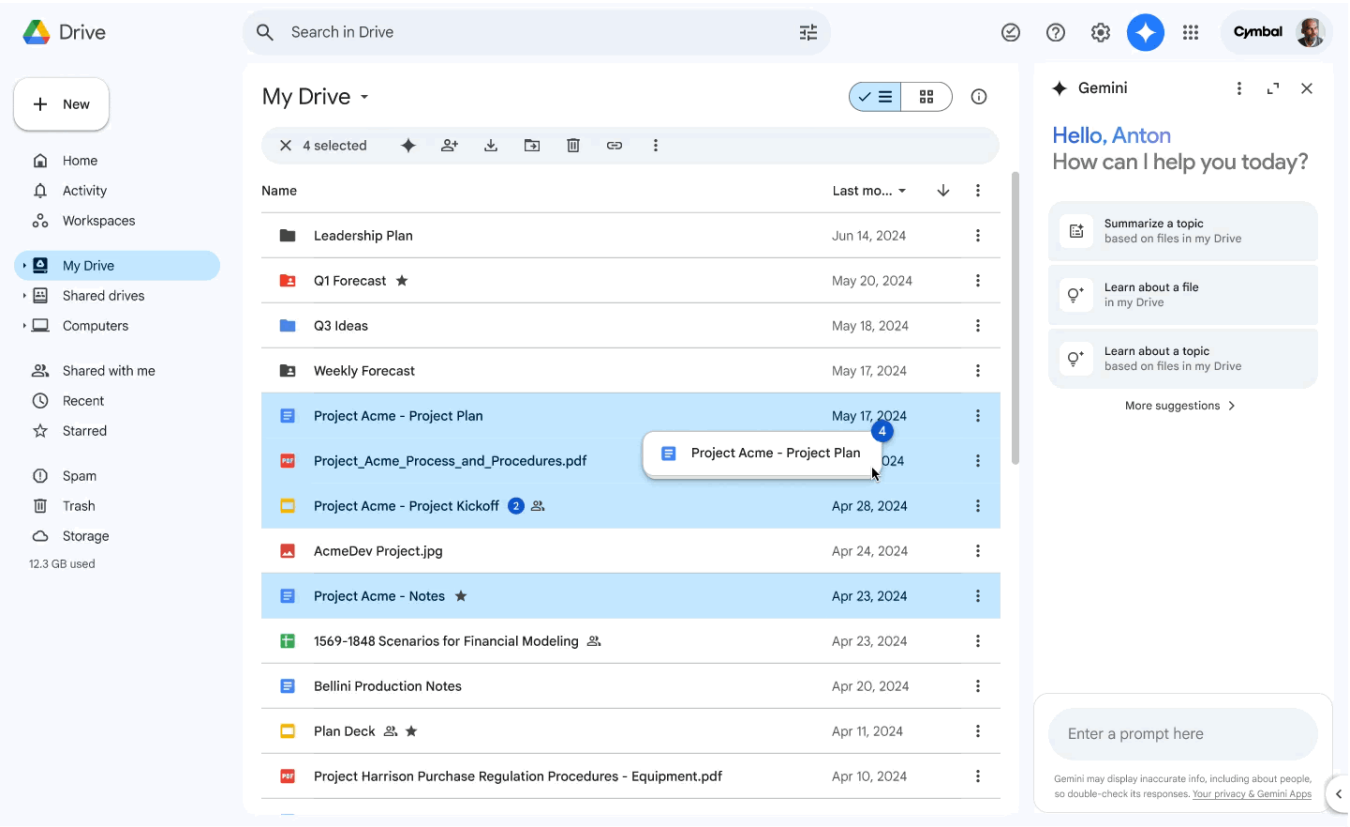 Drive
Search in Drive
Cymbal
New
Home
Activity
Workspaces
My Drive
Shared drives
Computers
Shared with me
Recent
Starred
Spam
Trash
Storage
12.3 GB used
My Drive
4 selected
Name Last mo...
Leadership Plan Jun 14, 2024
Q1 Forecast May 20, 2024
Q3 Ideas May 18, 2024
Weekly Forecast May 17, 2024
Project Acme - Project Plan May 17, 2024
4
Project Acme - Project Plan
PDF Project_Acme_Process_and_Procedures.pdf 024
Project Acme - Project Kickoff 2 Apr 28, 2024
AcmeDev Project.jpg Apr 24, 2024
Project Acme - Notes Apr 23, 2024
1569-1848 Scenarios for Financial Modeling Apr 23, 2024
Bellini Production Notes Apr 20, 2024
Plan Deck Apr 11, 2024
PDF Project Harrison Purchase Regulation Procedures - Equipment.pdf Apr 10, 2024
Gemini
Hello, Anton
How can I help you today?
Summarize a topic
based on files in my Drive
Learn about a file
in my Drive
Learn about a topic
based on files in my Drive
More suggestions
Enter a prompt here
Gemini may display inaccurate info, including about people,
so double-check its responses. Your privacy & Gemini Apps